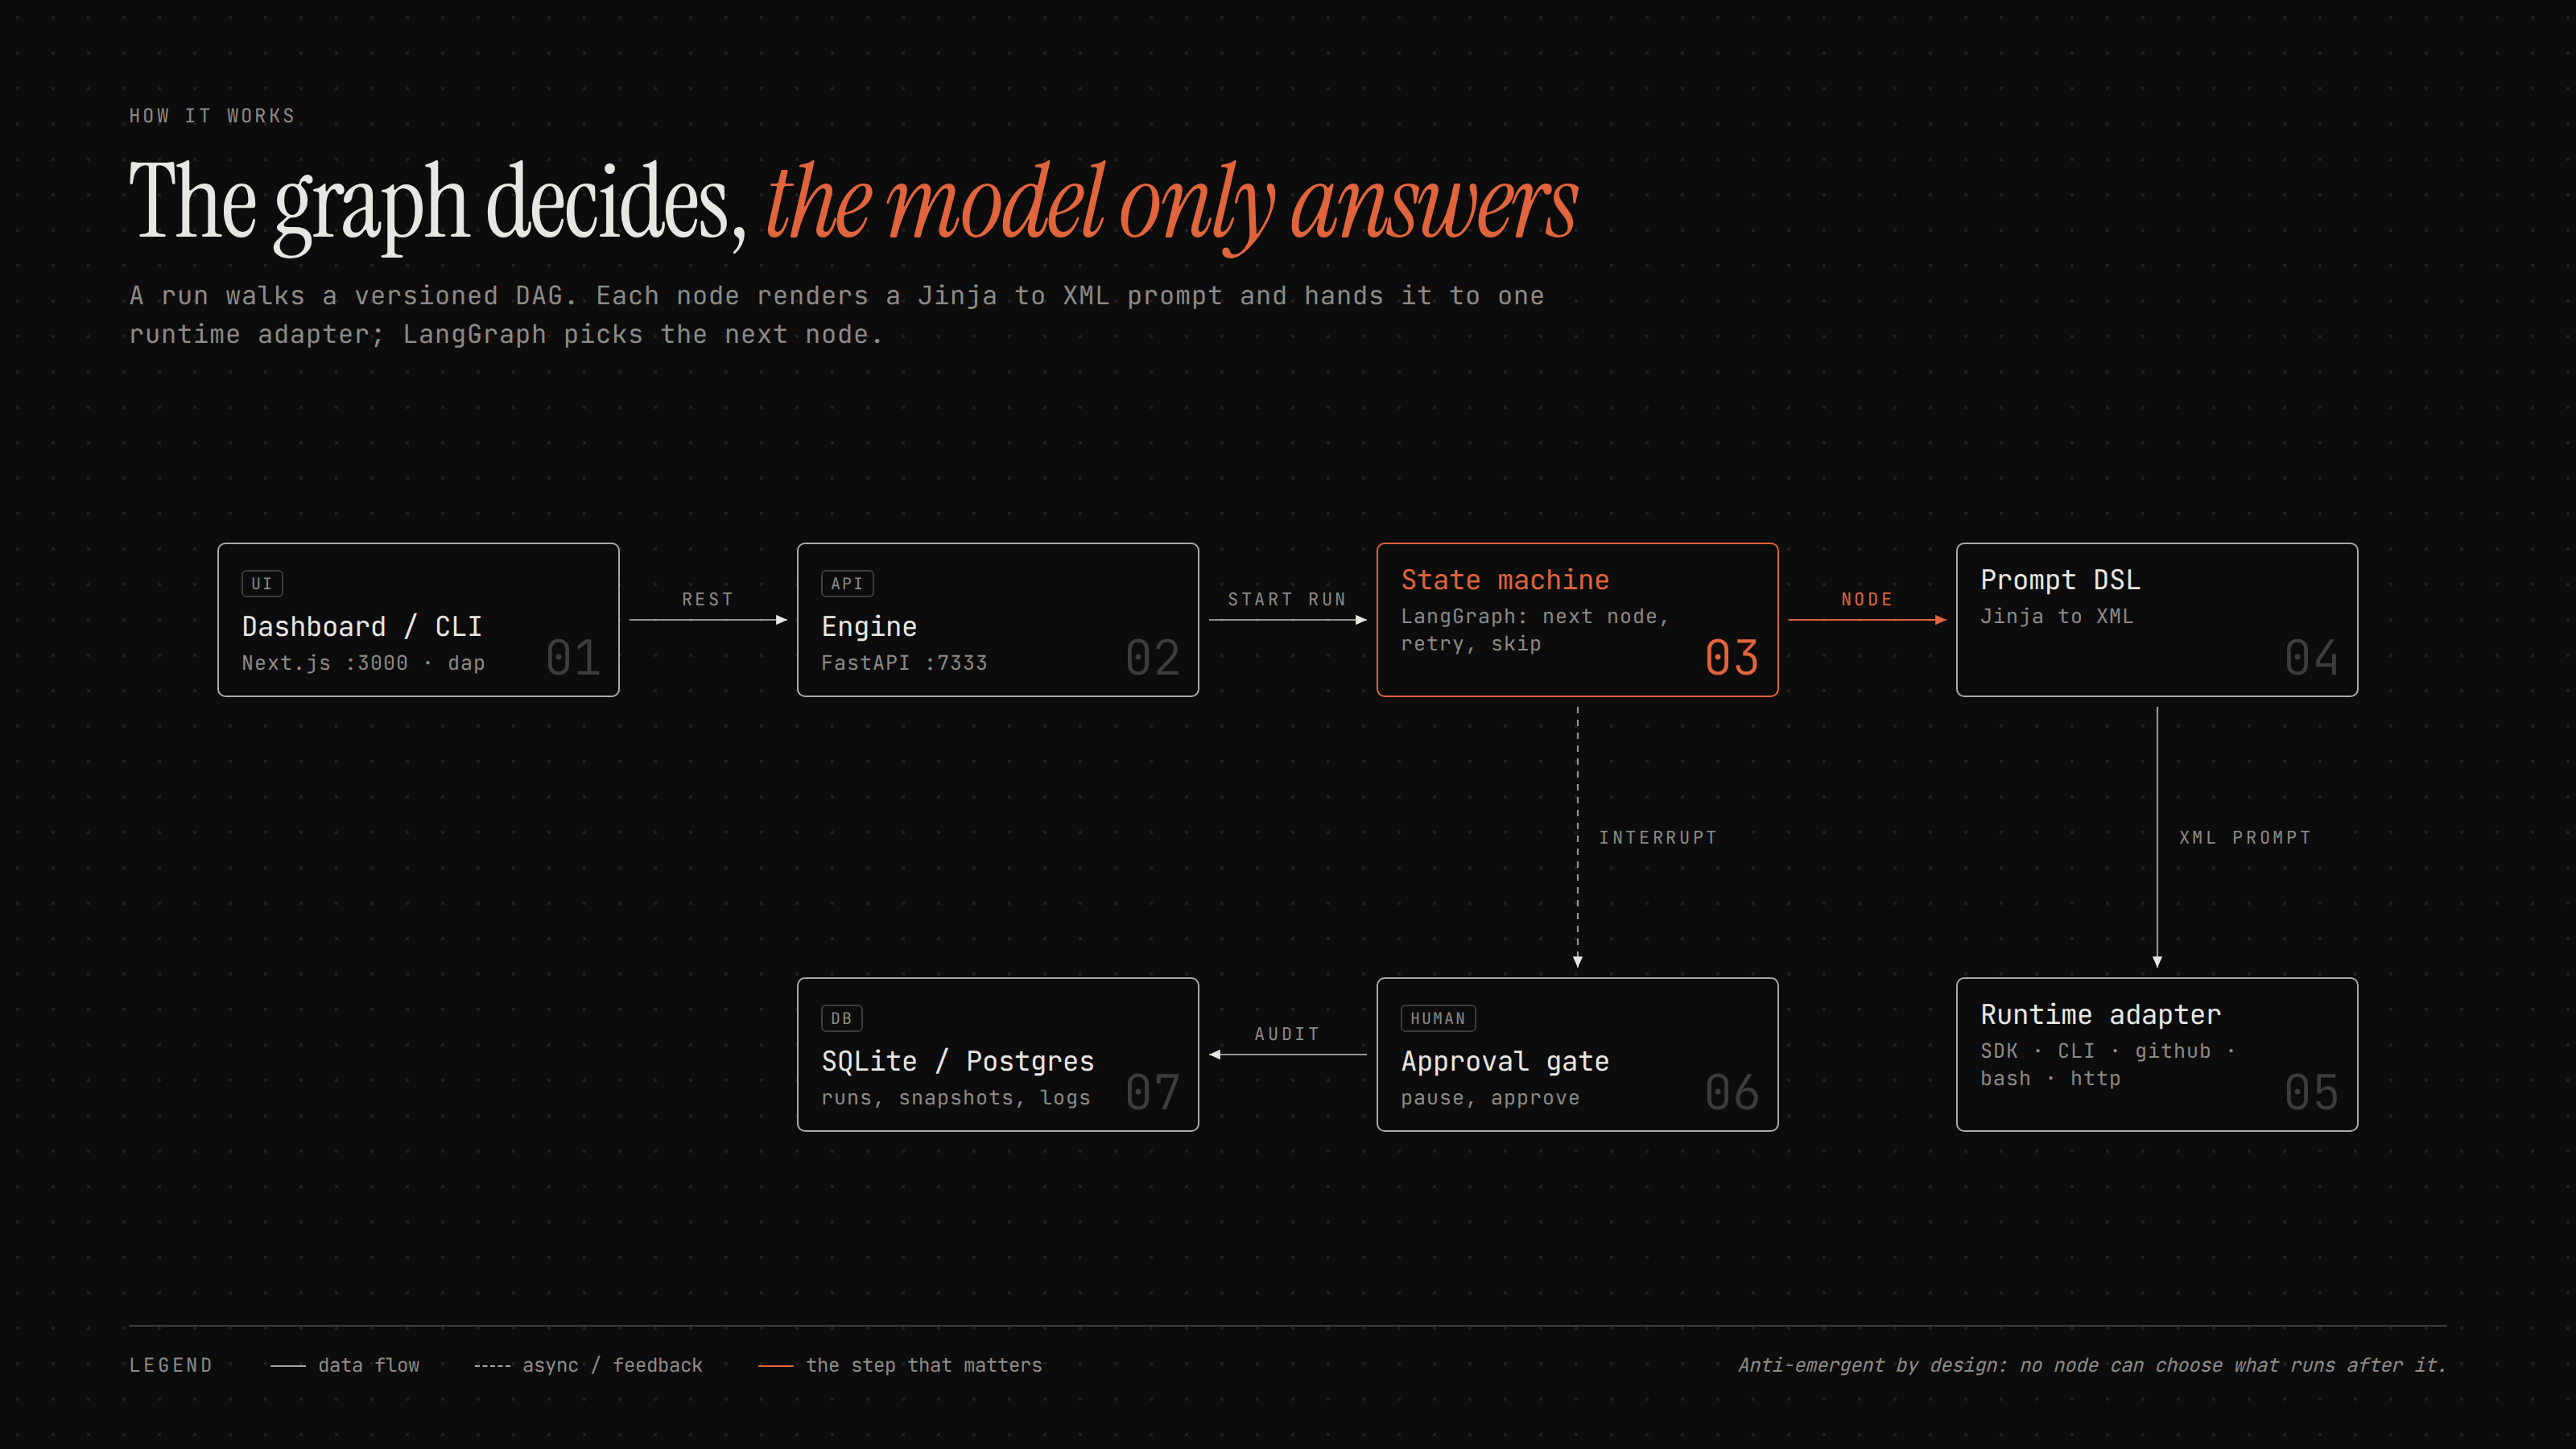 HOW IT WORKS
The graph decides, the model only answers
A run walks a versioned DAG. Each node renders a Jinja to XML prompt and hands it to one
runtime adapter; LangGraph picks the next node.
UI
Dashboard / CLI
Next.js :3000 · dap
01
REST
API
Engine
FastAPI :7333
02
START RUN
State machine
LangGraph: next node,
retry, skip
03
NODE
Prompt DSL
Jinja to XML
04
INTERRUPT
XML PROMPT
DB
SQLite / Postgres
runs, snapshots, logs
07
AUDIT
HUMAN
Approval gate
pause, approve
06
Runtime adapter
SDK · CLI · github ·
bash · http
05
LEGEND
data flow
async / feedback
the step that matters
Anti-emergent by design: no node can choose what runs after it.